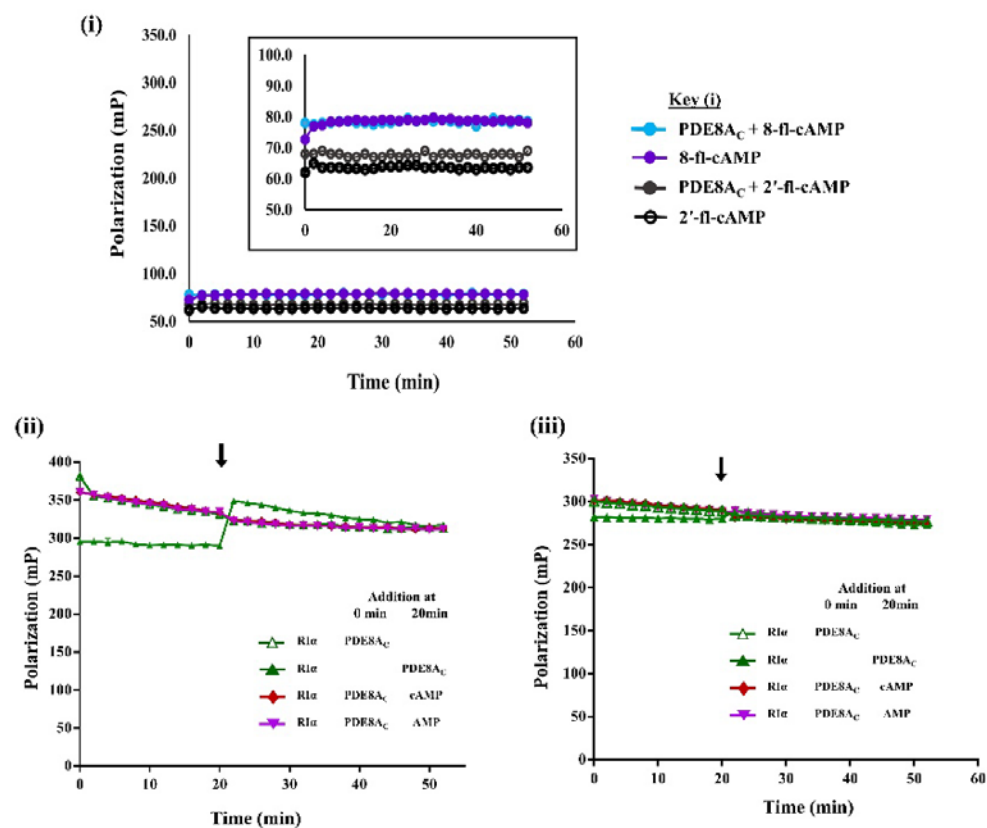 (i)
Polarization (mP)
350.0
300.0
250.0
200.0
150.0
100.0
50.0
0 10 20 30 40 50 60
Time (min)
100.0
90.0
80.0
70.0
60.0
50.0
0 20 40 60
Key (i)
PDE8AC + 8-fl-cAMP
8-fl-cAMP
PDE8AC + 2′-fl-cAMP
2′-fl-cAMP
(ii)
Polarization (mP)
400
350
300
250
200
150
100
50
0
0 10 20 30 40 50
Time (min)
Addition at
0 min 20min
RIα PDE8AC
RIα PDE8AC
RIα PDE8AC cAMP
RIα PDE8AC AMP
(iii)
Polarization (mP)
350
300
250
200
150
100
50
0
0 10 20 30 40 50 60
Time (min)
Addition at
0 min 20min
RIα PDE8AC
RIα PDE8AC
RIα PDE8AC cAMP
RIα PDE8AC AMP